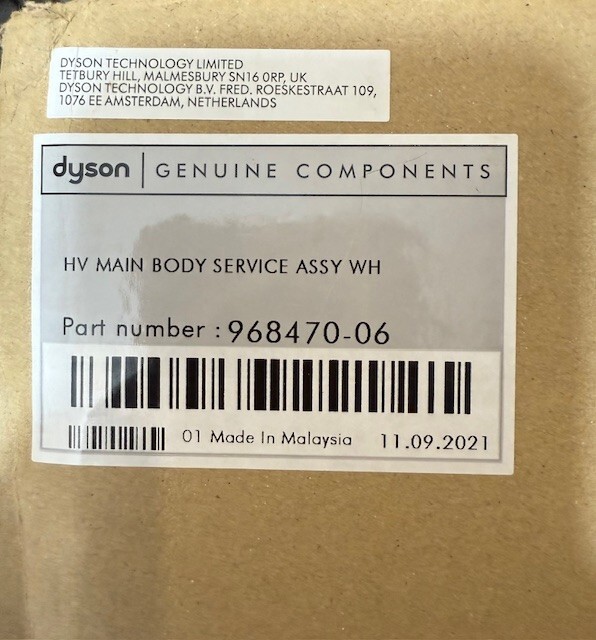 DYSON TECHNOLOGY LIMITED
TETBURY HILL, MALMESBURY SN16 0RP, UK
DYSON TECHNOLOGY B.V. FRED. ROESKESTRAAT 109,
1076 EE AMSTERDAM, NETHERLANDS
dyson | GENUINE COMPONENTS
HV MAIN BODY SERVICE ASSY WH
Part number : 968470-06
01 Made In Malaysia 11.09.2021